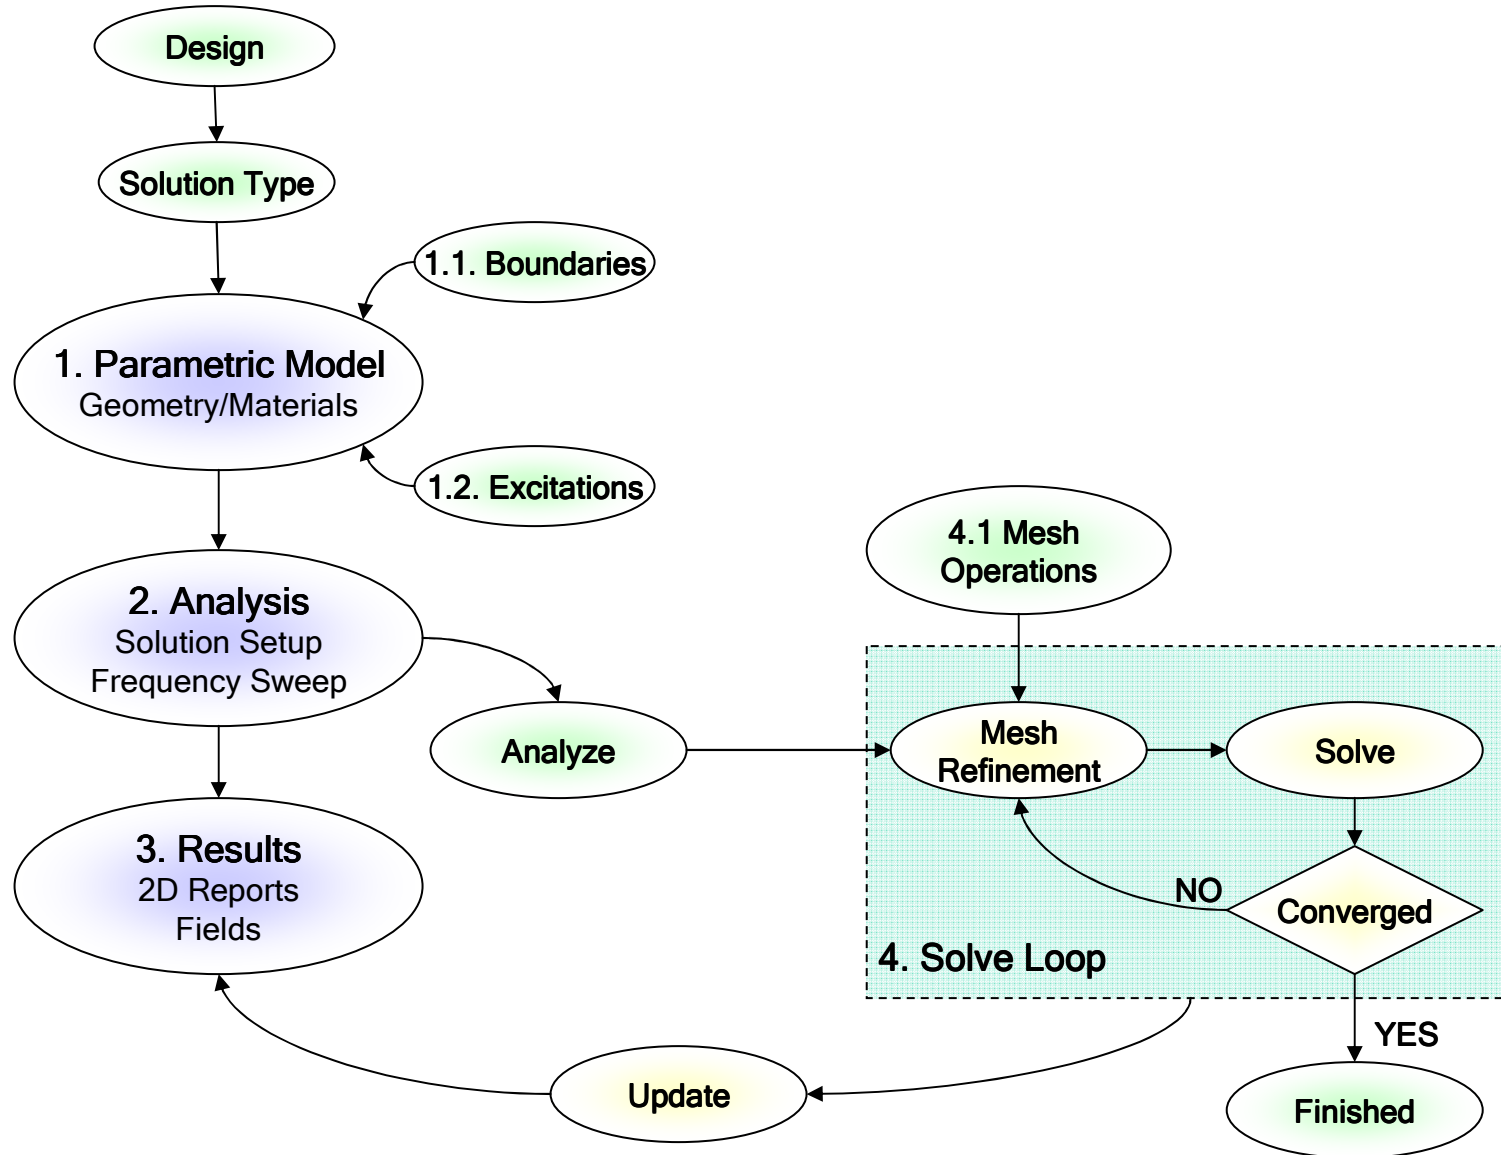 Design
Solution Type
1.1. Boundaries
1. Parametric Model
Geometry/Materials
1.2. Excitations
4.1 Mesh
Operations
2. Analysis
Solution Setup
Frequency Sweep
Analyze
Mesh
Refinement
Solve
3. Results
2D Reports
Fields
NO
Converged
4. Solve Loop
YES
Update
Finished